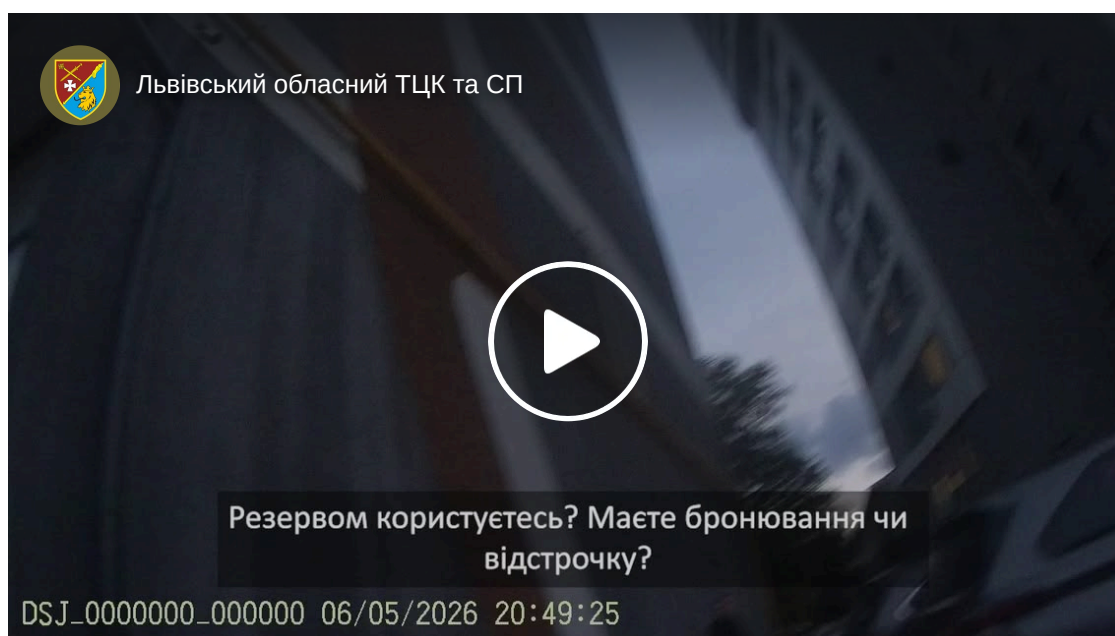 Львівський обласний ТЦК та СП
Резервом користуєтесь? Маєте бронювання чи
відстрочку?
DSJ_0000000_000000 06/05/2026 20:49:25